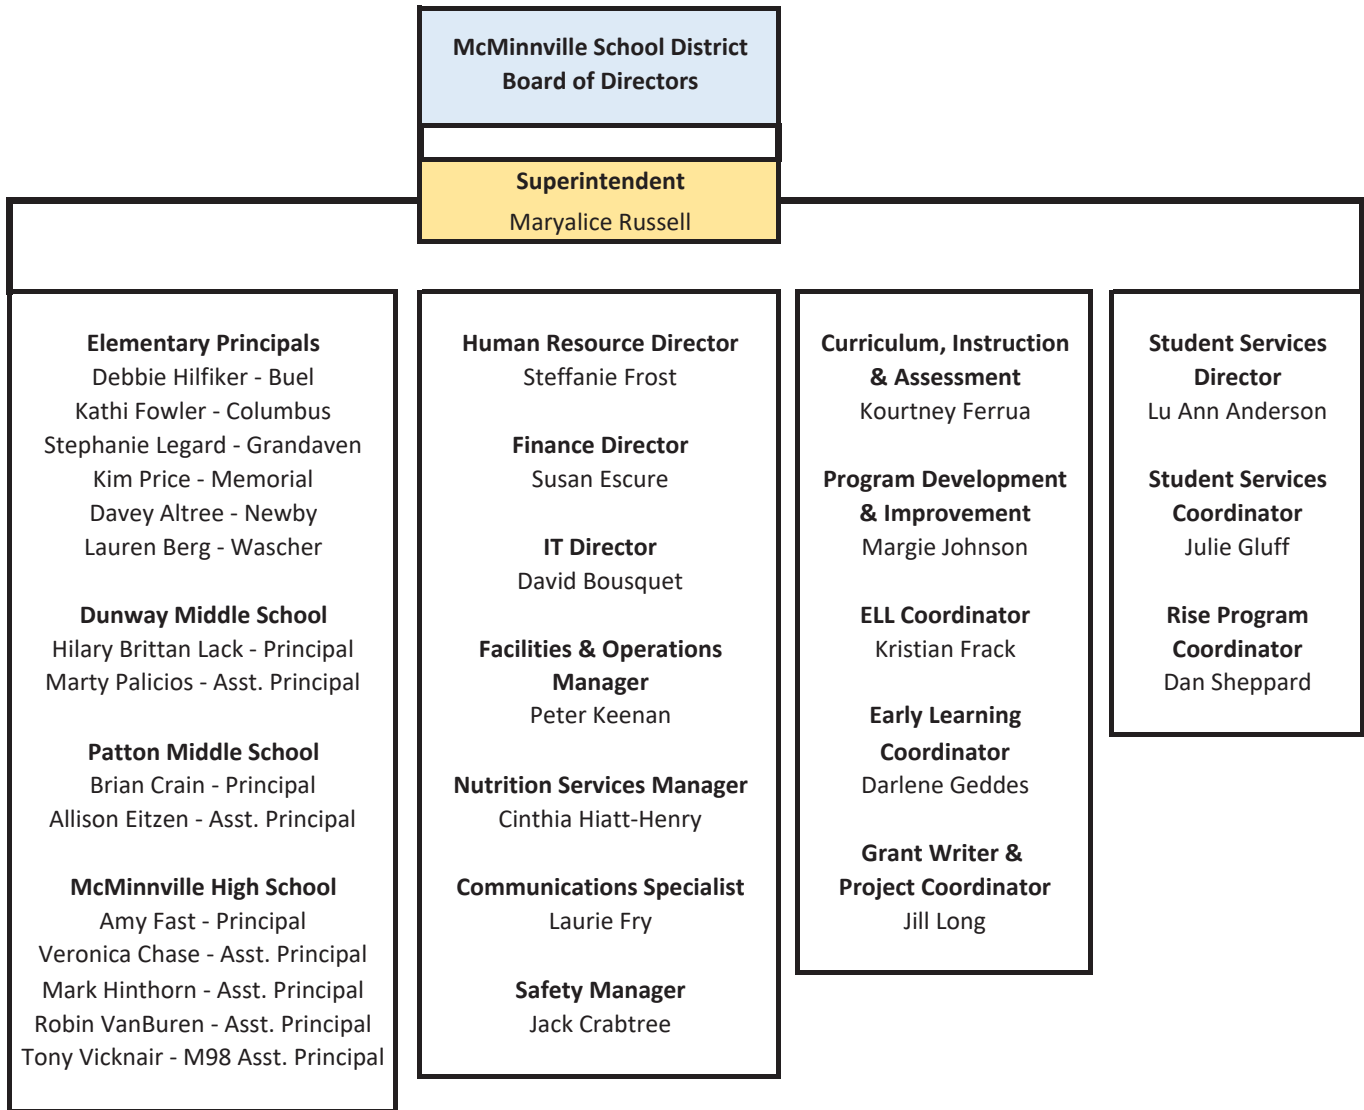 McMinnville School District
Board of Directors
Superintendent
Maryalice Russell
Elementary Principals
Debbie Hilfiker - Buel
Kathi Fowler - Columbus
Stephanie Legard - Grandaven
Kim Price - Memorial
Davey Altree - Newby
Lauren Berg - Wascher
Dunway Middle School
Hilary Brittan Lack - Principal
Marty Palicios - Asst. Principal
Patton Middle School
Brian Crain - Principal
Allison Eitzen - Asst. Principal
McMinnville High School
Amy Fast - Principal
Veronica Chase - Asst. Principal
Mark Hinthorn - Asst. Principal
Robin VanBuren - Asst. Principal
Tony Vicknair - M98 Asst. Principal
Human Resource Director
Steffanie Frost
Finance Director
Susan Escure
IT Director
David Bousquet
Facilities & Operations
Manager
Peter Keenan
Nutrition Services Manager
Cinthia Hiatt-Henry
Communications Specialist
Laurie Fry
Safety Manager
Jack Crabtree
Curriculum, Instruction
& Assessment
Kourtney Ferrua
Program Development
& Improvement
Margie Johnson
ELL Coordinator
Kristian Frack
Early Learning
Coordinator
Darlene Geddes
Grant Writer &
Project Coordinator
Jill Long
Student Services
Director
Lu Ann Anderson
Student Services
Coordinator
Julie Gluff
Rise Program
Coordinator
Dan Sheppard